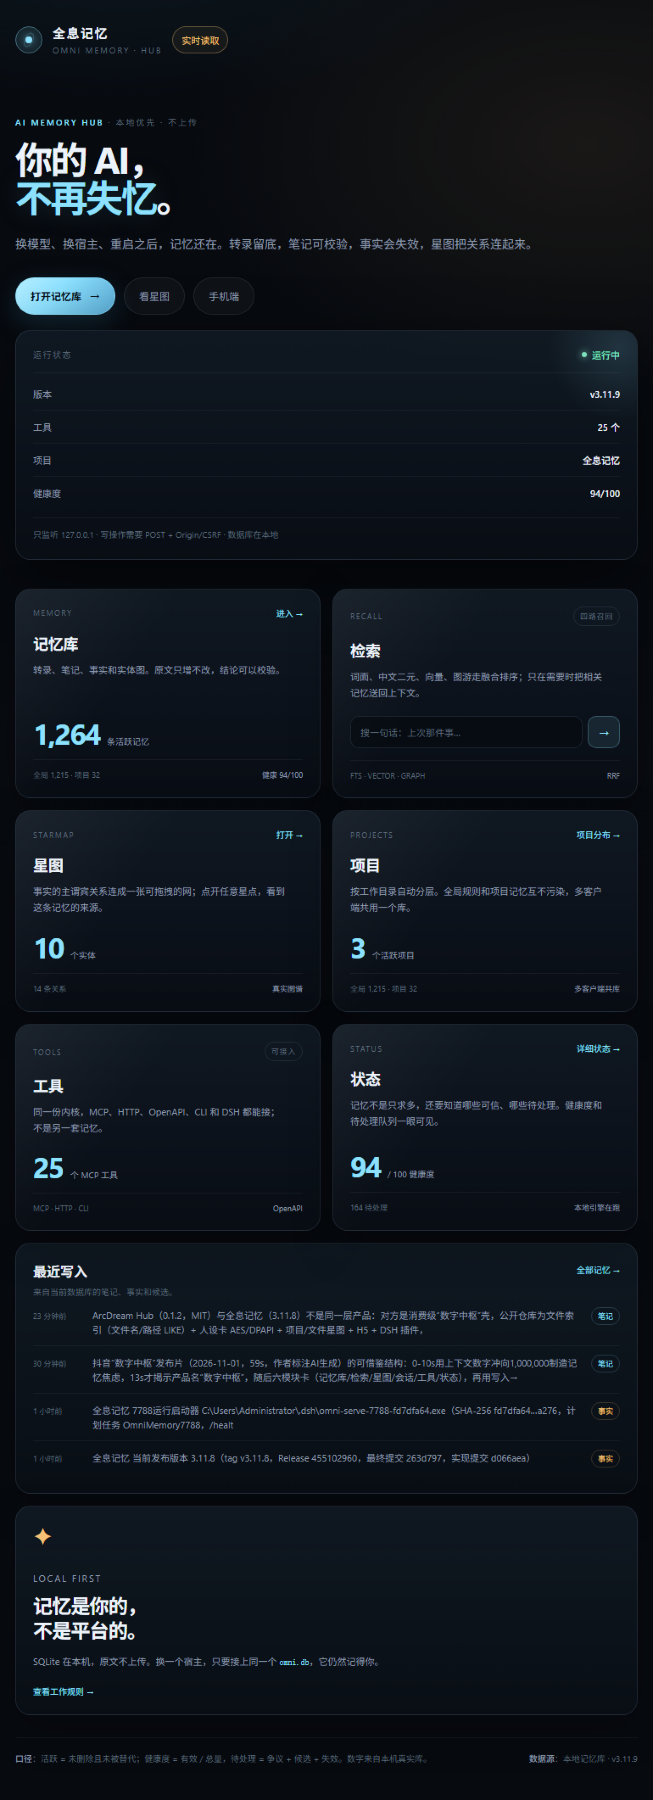 全息记忆
OMNI MEMORY · HUB
实时读取
AI MEMORY HUB · 本地优先 · 不上传
你的 AI，
不再失忆。
换模型、换宿主、重启之后，记忆还在。转录留底，笔记可校验，事实会失效，星图把关系连起来。
打开记忆库 →
看星图
手机端
运行状态
运行中
版本
v3.11.9
工具
25 个
项目
全息记忆
健康度
94/100
只监听 127.0.0.1 · 写操作需要 POST + Origin/CSRF · 数据库在本地
MEMORY
进入 →
记忆库
转录、笔记、事实和实体图。原文只增不改，结论可以校验。
1,264 条活跃记忆
全局 1,215 · 项目 32
健康 94/100
RECALL
四路召回
检索
词面、中文二元、向量、图游走融合排序；只在需要时把相关
记忆送回上下文。
搜一句话：上次那件事...
→
FTS · VECTOR · GRAPH
RRF
STARMAP
打开 →
星图
事实的主谓宾关系连成一张可拖拽的网；点开任意星点，看到
这条记忆的来源。
10 个实体
14 条关系
真实图谱
PROJECTS
项目分布 →
项目
按工作目录自动分层。全局规则和项目记忆互不污染，多客户
端共用一个库。
3 个活跃项目
全局 1,215 · 项目 32
多客户端共库
TOOLS
可接入
工具
同一份内核，MCP、HTTP、OpenAPI、CLI 和 DSH 都能接；
不是另一套记忆。
25 个 MCP 工具
MCP · HTTP · CLI
OpenAPI
STATUS
详细状态 →
状态
记忆不是只求多，还要知道哪些可信、哪些待处理。健康度和
待处理队列一眼可见。
94 / 100 健康度
164 待处理
本地引擎在跑
最近写入
全部记忆 →
来自当前数据库的笔记、事实和候选。
23 分钟前
ArcDream Hub（0.1.2，MIT）与全息记忆（3.11.8）不是同一层产品：对方是消费级“数字中枢”壳，公开仓库为文件索
引（文件名/路径 LIKE）+ 人设卡 AES/DPAPI + 项目/文件星图 + H5 + DSH 插件，
笔记
30 分钟前
抖音“数字中枢”发布片（2026-11-01，59s，作者标注AI生成）的可借鉴结构：0-10s用上下文数字冲向1,000,000制造记
忆焦虑，13s才揭示产品名“数字中枢”，随后六模块卡（记忆库/检索/星图/会话/工具/状态），再用写入→
笔记
1 小时前
全息记忆 7788运行启动器 C:\Users\Administrator\.dsh\omni-serve-7788-fd7dfa64.exe（SHA-256 fd7dfa64...a276，计
划任务 OmniMemory7788，/healt
事实
1 小时前
全息记忆 当前发布版本 3.11.8（tag v3.11.8，Release 455102960，最终提交 263d797，实现提交 d066aea）
事实
LOCAL FIRST
记忆是你的，
不是平台的。
SQLite 在本机，原文不上传。换一个宿主，只要接上同一个 omni.db，它仍然记得你。
查看工作规则 →
口径：活跃 = 未删除且未被替代；健康度 = 有效 / 总量，待处理 = 争议 + 候选 + 失效。数字来自本机真实库。
数据源：本地记忆库 · v3.11.9